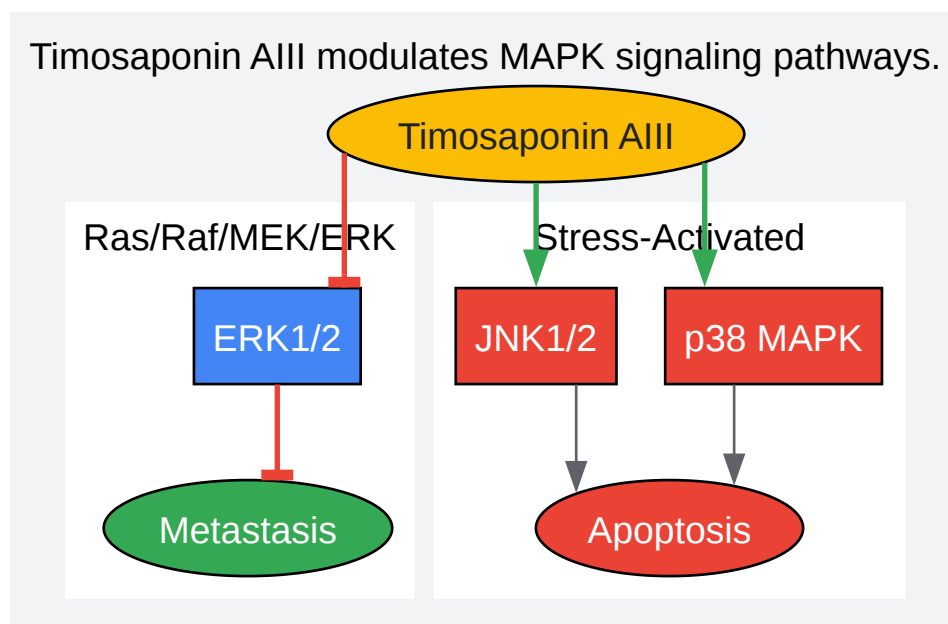 Timosaponin AIII modulates MAPK signaling pathways.
Timosaponin AIII
Ras/Raf/MEK/ERK
Stress-Activated
ERK1/2
JNK1/2
p38 MAPK
Metastasis
Apoptosis